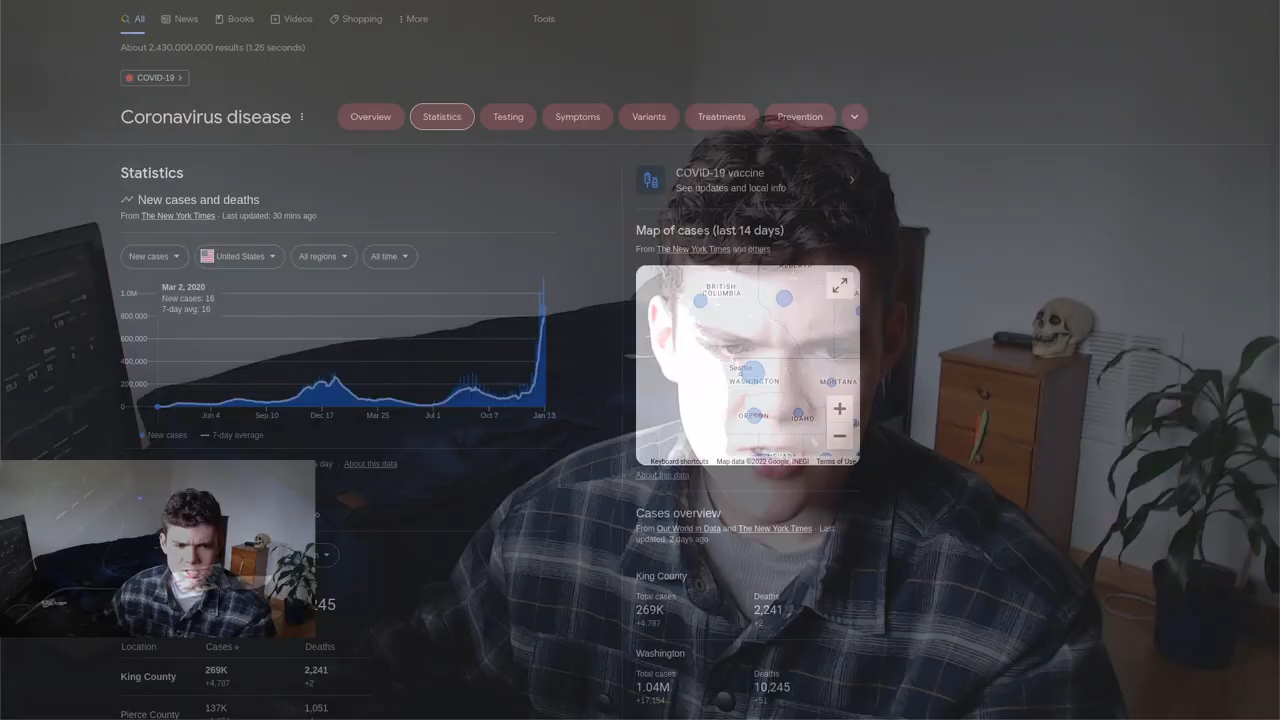 All News Books Videos Shopping More Tools
About 2,430,000,000 results (1.25 seconds)
COVID-19
Coronavirus disease
Overview Statistics Testing Symptoms Variants Treatments Prevention
Statistics
New cases and deaths
From The New York Times · Last updated: 30 mins ago
New cases United States All regions All time
Mar 2, 2020
New cases: 16
7-day avg: 16
1.0M
800,000
600,000
400,000
200,000
0
Jun 4 Sep 10 Dec 17 Mar 25 Jul 1 Oct 7 Jan 13
New cases 7-day average
a day · About this data
245
Location Cases Deaths
King County 269K 2,241
+4,787 +2
Pierce County 137K 1,051
COVID-19 vaccine
See updates and local info
Map of cases (last 14 days)
From The New York Times and others
ALBERTA
BRITISH
COLUMBIA
Seattle
WASHINGTON
MONTANA
OREGON
IDAHO
NEVADA
Keyboard shortcuts Map data ©2022 Google, INEGI Terms of Use
About this data
Cases overview
From Our World in Data and The New York Times · Last
updated: 2 days ago
King County
Total cases Deaths
269K 2,241
+4,787 +2
Washington
Total cases Deaths
1.04M 10,245
+17,154 +51